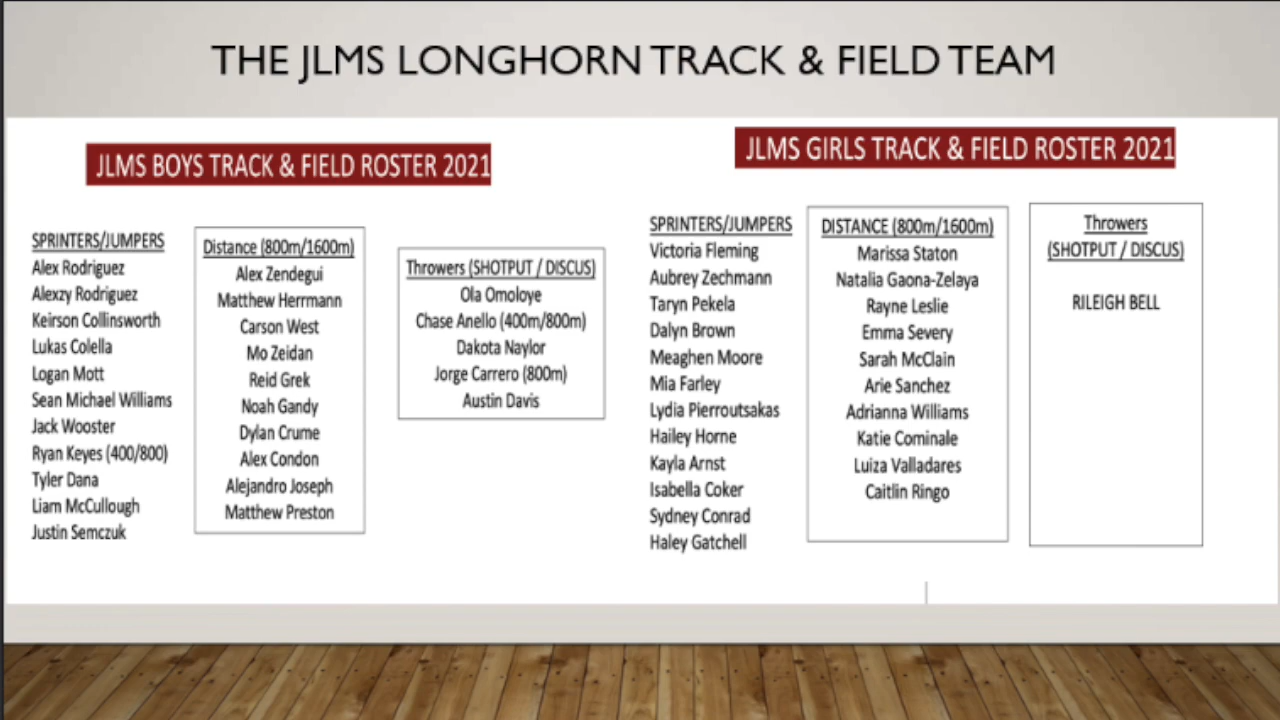 THE JLMS LONGHORN TRACK & FIELD TEAM
JLMS BOYS TRACK & FIELD ROSTER 2021
SPRINTERS/JUMPERS
Alex Rodriguez
Alexzy Rodriguez
Keirson Collinsworth
Lukas Colella
Logan Mott
Sean Michael Williams
Jack Wooster
Ryan Keyes (400/800)
Tyler Dana
Liam McCullough
Justin Semczuk
Distance (800m/1600m)
Alex Zendegui
Matthew Herrmann
Carson West
Mo Zeidan
Reid Grek
Noah Gandy
Dylan Crume
Alex Condon
Alejandro Joseph
Matthew Preston
Throwers (SHOTPUT / DISCUS)
Ola Omoloye
Chase Anello (400m/800m)
Dakota Naylor
Jorge Carrero (800m)
Austin Davis
JLMS GIRLS TRACK & FIELD ROSTER 2021
SPRINTERS/JUMPERS
Victoria Fleming
Aubrey Zechmann
Taryn Pekela
Dalyn Brown
Meaghen Moore
Mia Farley
Lydia Pierroutsakas
Hailey Horne
Kayla Arnst
Isabella Coker
Sydney Conrad
Haley Gatchell
DISTANCE (800m/1600m)
Marissa Staton
Natalia Gaona-Zelaya
Rayne Leslie
Emma Severy
Sarah McClain
Arie Sanchez
Adrianna Williams
Katie Cominale
Luiza Valladares
Caitlin Ringo
Throwers
(SHOTPUT / DISCUS)
RILEIGH BELL